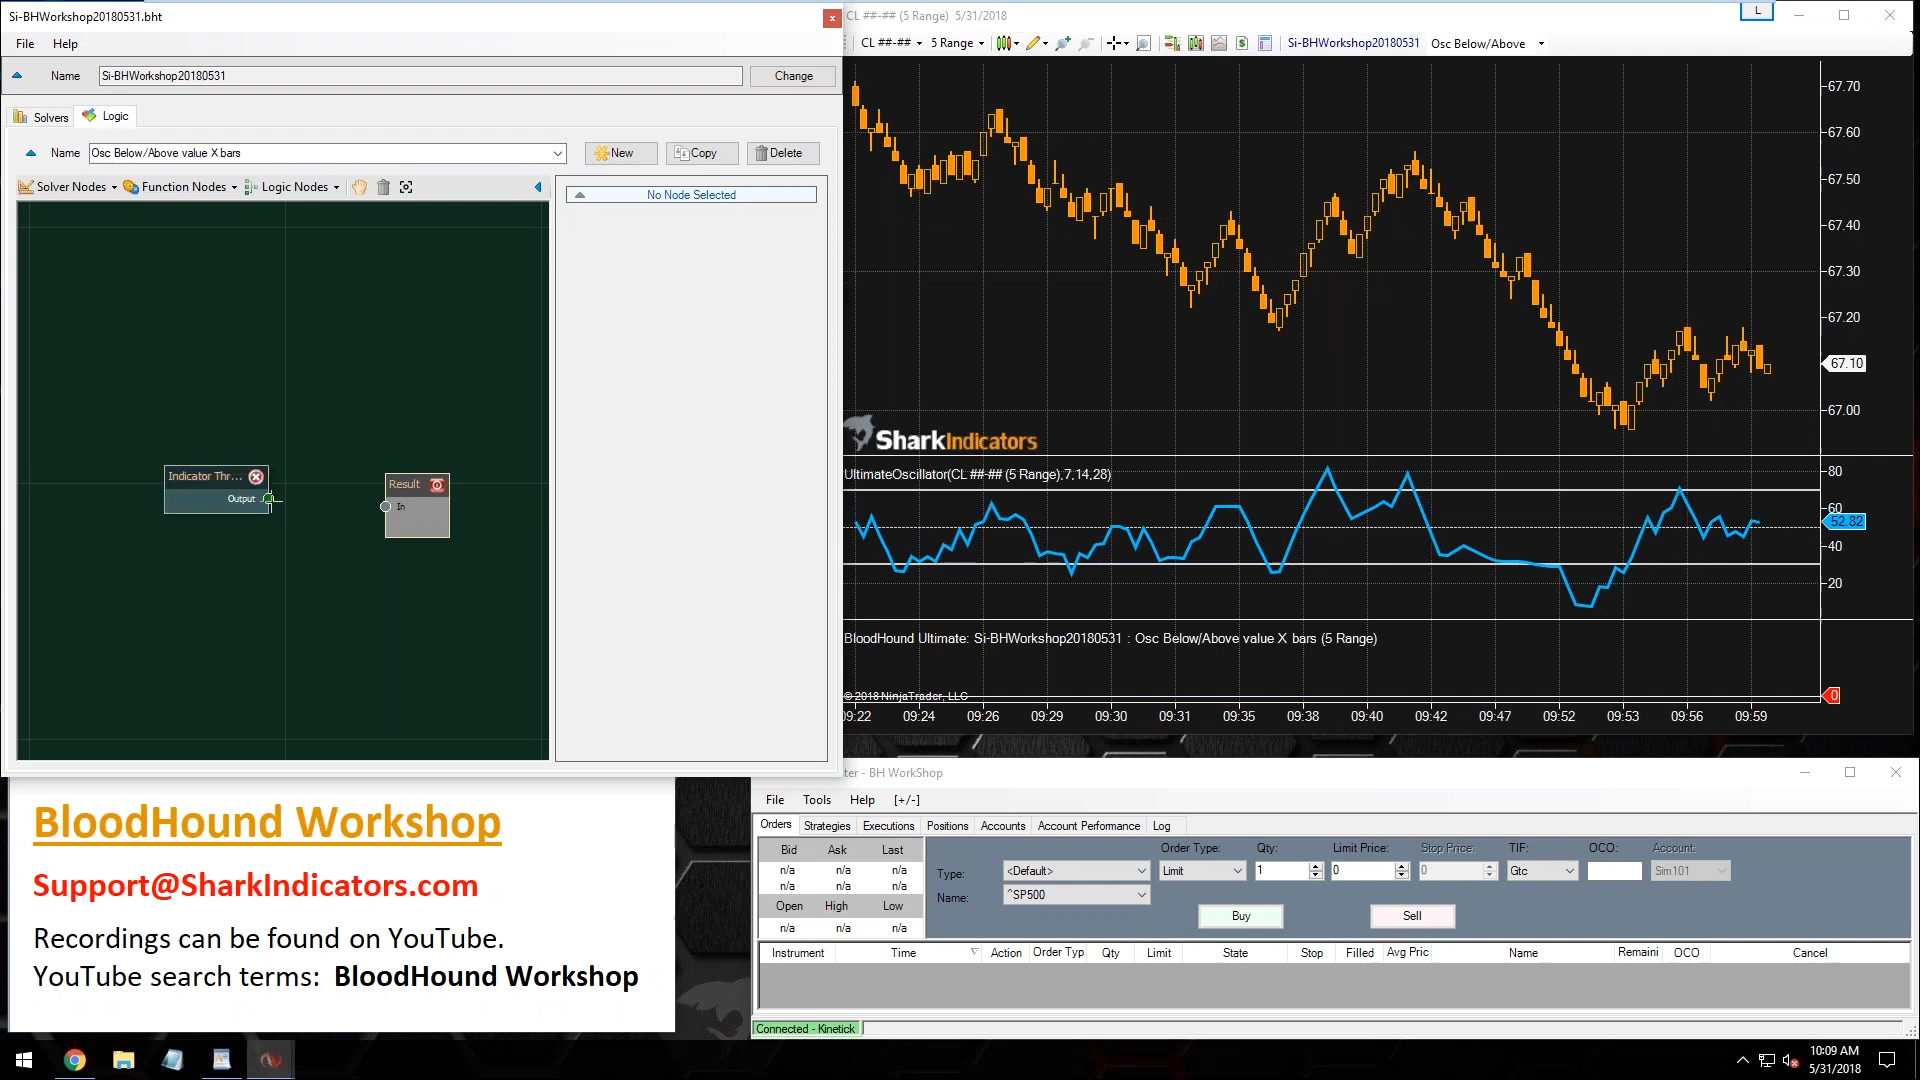 Si-BHWorkshop20180531.bht
File Help
Name Si-BHWorkshop20180531 Change
Solvers Logic
Name Osc Below/Above value X bars New Copy Delete
Solver Nodes Function Nodes Logic Nodes
No Node Selected
Indicator Thr...
Output
Result
In
CL ##-## (5 Range) 5/31/2018
L
CL ##-## 5 Range Si-BHWorkshop20180531 Osc Below/Above
67.70
67.60
67.50
67.40
67.30
67.20
67.10
67.00
SharkIndicators
UltimateOscillator(CL ##-## (5 Range),7,14,28)
80
60
52.82
40
20
BloodHound Ultimate: Si-BHWorkshop20180531 : Osc Below/Above value X bars (5 Range)
© 2018 NinjaTrader, LLC
0
09:22 09:24 09:26 09:29 09:30 09:31 09:35 09:38 09:40 09:42 09:47 09:52 09:53 09:56 09:59
BloodHound Workshop
Support@SharkIndicators.com
Recordings can be found on YouTube.
YouTube search terms: BloodHound Workshop
ter - BH WorkShop
File Tools Help [+/-]
Orders Strategies Executions Positions Accounts Account Performance Log
Bid Ask Last
n/a n/a n/a
n/a n/a n/a
Open High Low
n/a n/a n/a
Order Type: Qty: Limit Price: Stop Price: TIF: OCO: Account:
Type: <Default> Limit 1 0 0 Gtc Sim101
Name: ^SP500
Buy Sell
Instrument Time Action Order Typ Qty Limit State Stop Filled Avg Pric Name Remaini OCO Cancel
Connected - Kinetick
10:09 AM
5/31/2018